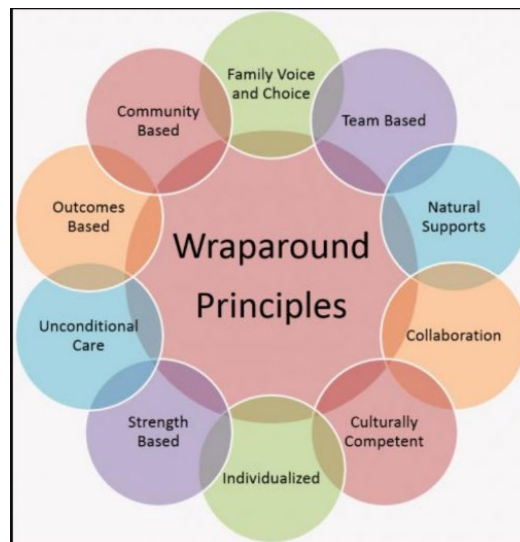 Family Voice
and Choice
Team Based
Natural
Supports
Collaboration
Culturally
Competent
Individualized
Strength
Based
Unconditional
Care
Outcomes
Based
Community
Based
Wraparound
Principles